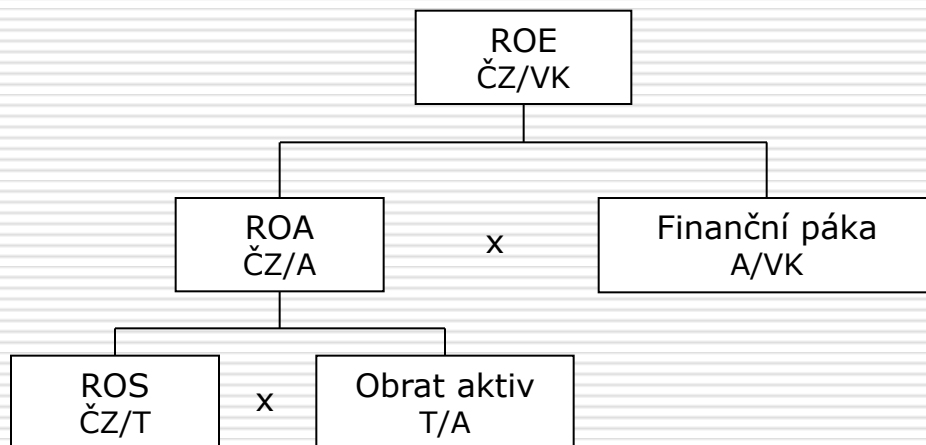 ROE
ČZ/VK
ROA
ČZ/A
x
Finanční páka
A/VK
ROS
ČZ/T
x
Obrat aktiv
T/A